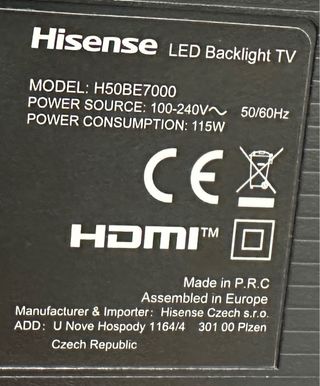 Hisense LED Backlight TV
MODEL: H50BE7000
POWER SOURCE: 100-240V～ 50/60Hz
POWER CONSUMPTION: 115W
CE
HDMI™
Made in P.R.C
Assembled in Europe
Manufacturer & Importer: Hisense Czech s.r.o.
ADD: U Nove Hospody 1164/4 301 00 Plzen
Czech Republic